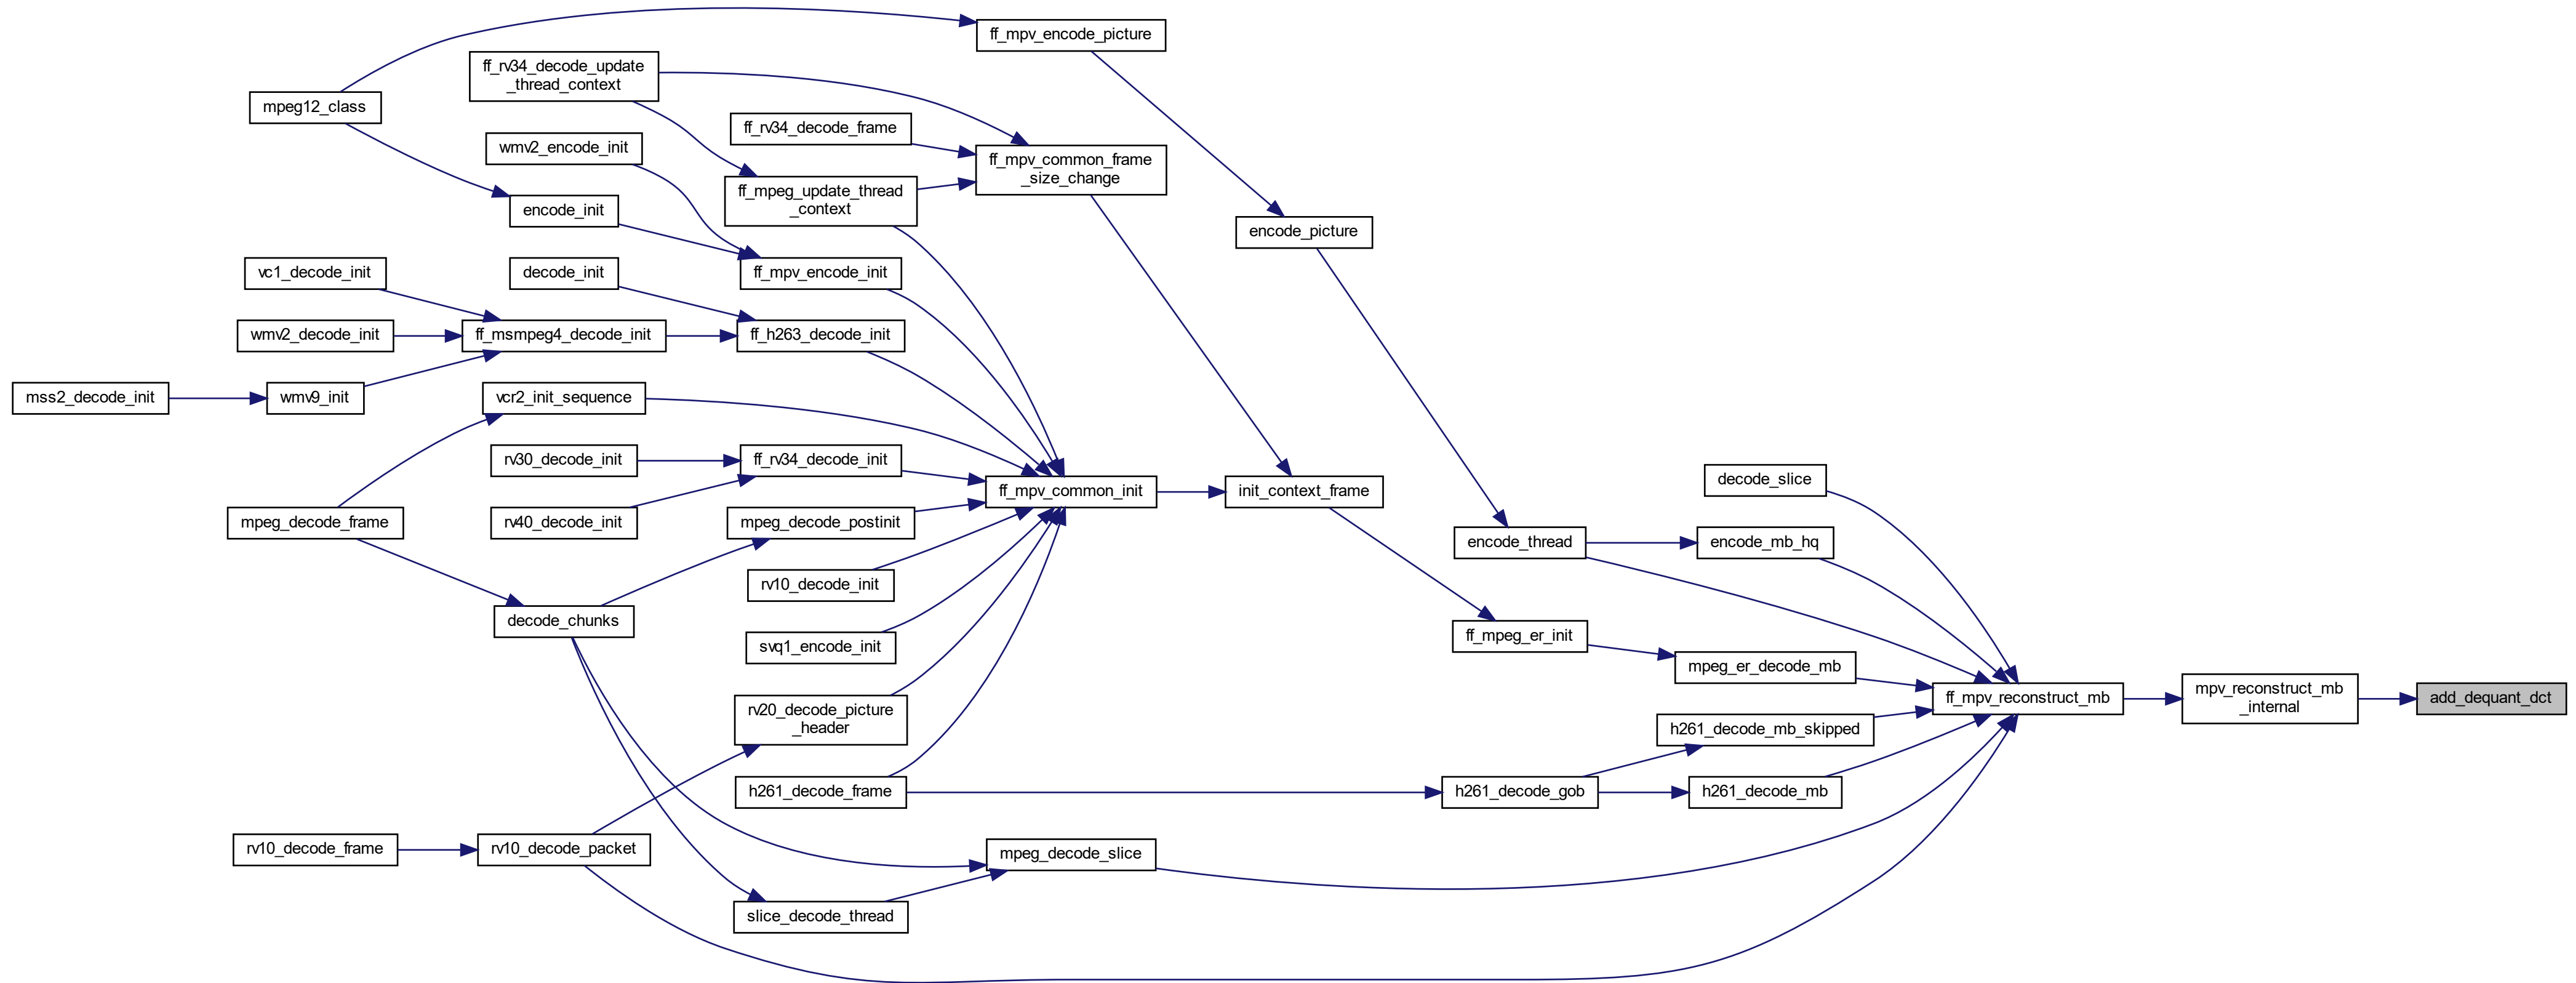 ff_mpv_encode_picture
ff_rv34_decode_update
_thread_context
mpeg12_class
ff_rv34_decode_frame
wmv2_encode_init
ff_mpv_common_frame
_size_change
ff_mpeg_update_thread
_context
encode_init
encode_picture
vc1_decode_init
decode_init
ff_mpv_encode_init
wmv2_decode_init
ff_msmpeg4_decode_init
ff_h263_decode_init
mss2_decode_init
wmv9_init
vcr2_init_sequence
rv30_decode_init
ff_rv34_decode_init
decode_slice
ff_mpv_common_init
init_context_frame
mpeg_decode_frame
rv40_decode_init
mpeg_decode_postinit
encode_thread
encode_mb_hq
rv10_decode_init
decode_chunks
svq1_encode_init
ff_mpeg_er_init
mpeg_er_decode_mb
ff_mpv_reconstruct_mb
mpv_reconstruct_mb
_internal
add_dequant_dct
rv20_decode_picture
_header
h261_decode_mb_skipped
h261_decode_frame
h261_decode_gob
h261_decode_mb
rv10_decode_frame
rv10_decode_packet
mpeg_decode_slice
slice_decode_thread